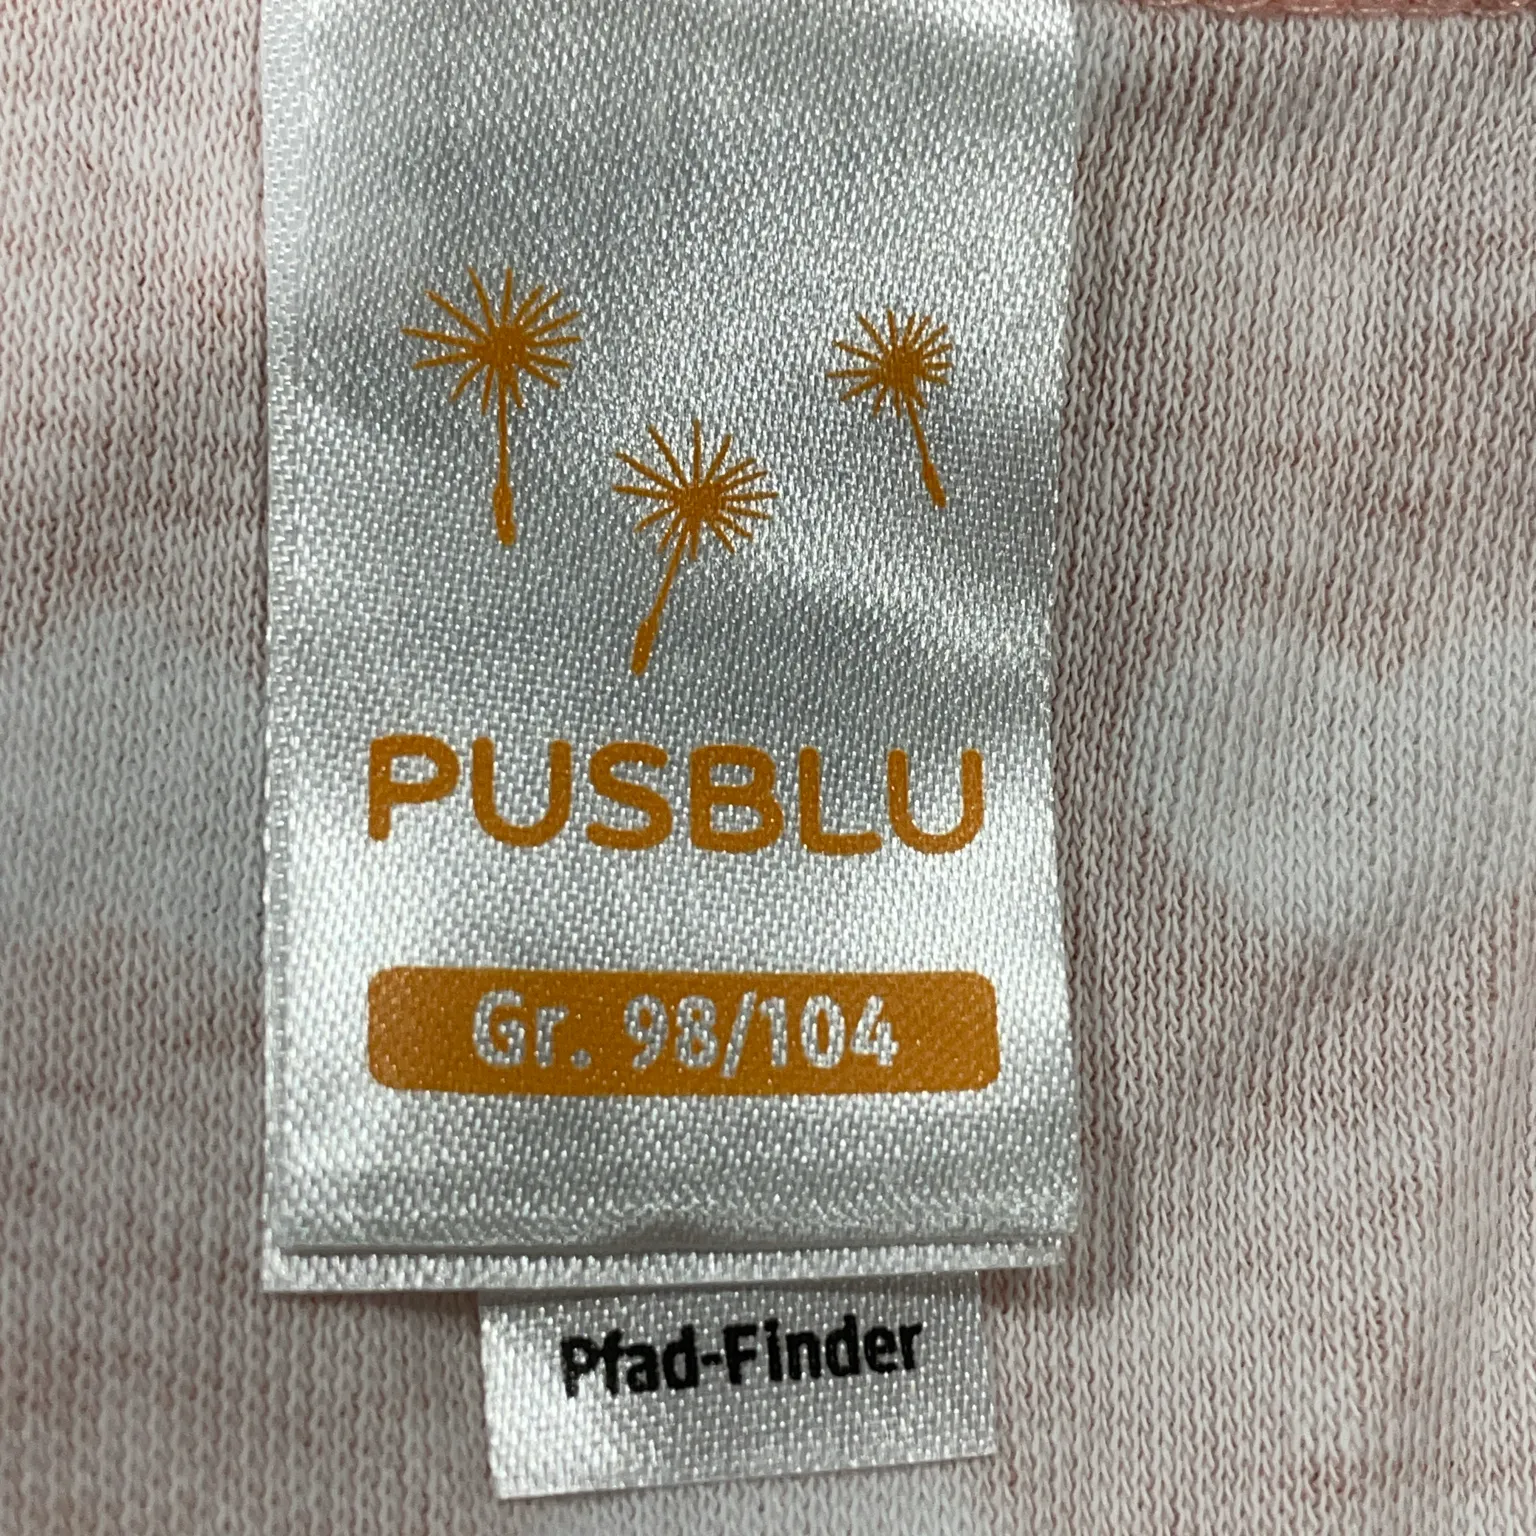 PUSBLU
Gr. 98/104
Pfad-Finder